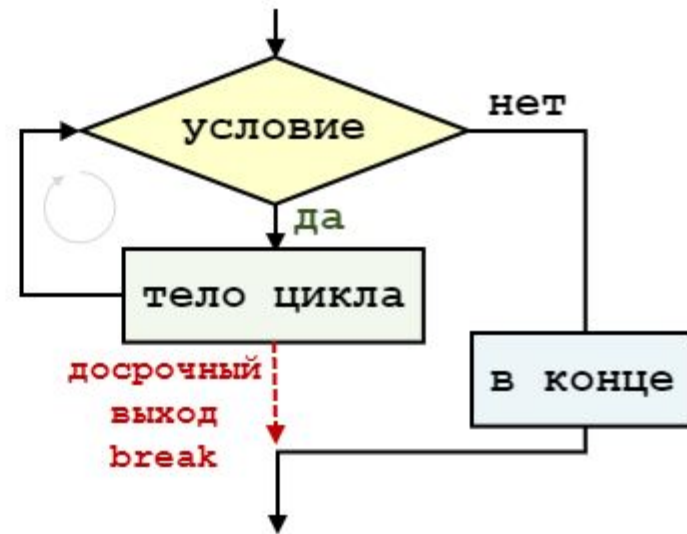 условие
нет
да
тело цикла
досрочный
выход
break
в конце